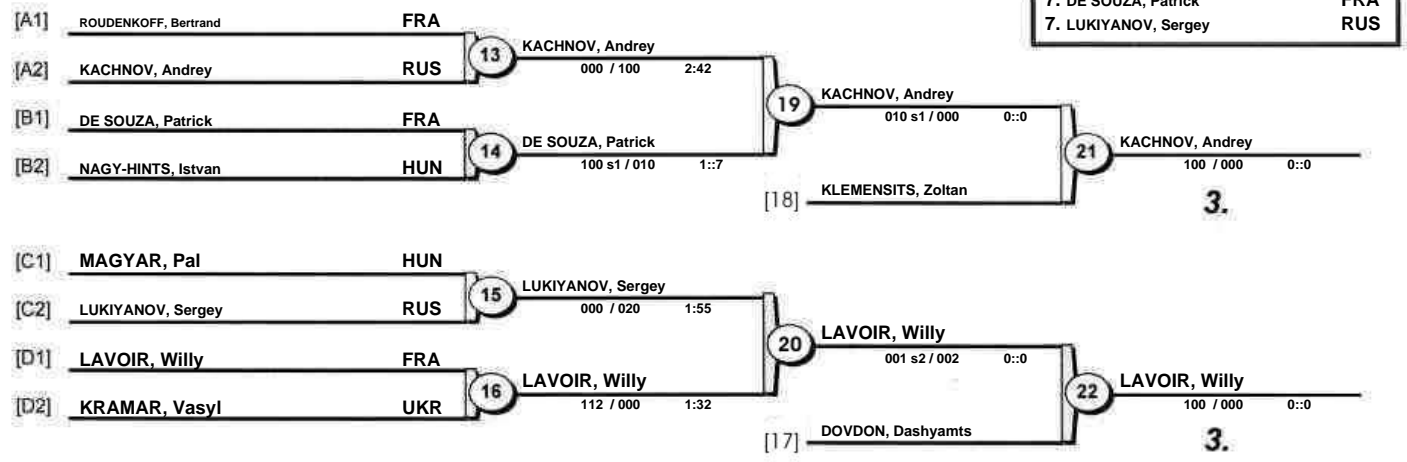 7. DE SOUZA, Patrick FRA
7. LUKIYANOV, Sergey RUS
[A1] ROUDENKOFF, Bertrand FRA
13 KACHNOV, Andrey
000 / 100 2:42
[A2] KACHNOV, Andrey RUS
19 KACHNOV, Andrey
010 s1 / 000 0::0
[B1] DE SOUZA, Patrick FRA
14 DE SOUZA, Patrick
100 s1 / 010 1::7
[B2] NAGY-HINTS, Istvan HUN
21 KACHNOV, Andrey
100 / 000 0::0
[18] KLEMENSITS, Zoltan
3.
[C1] MAGYAR, Pal HUN
15 LUKIYANOV, Sergey
000 / 020 1:55
[C2] LUKIYANOV, Sergey RUS
20 LAVOIR, Willy
001 s2 / 002 0::0
[D1] LAVOIR, Willy FRA
16 LAVOIR, Willy
112 / 000 1:32
[D2] KRAMAR, Vasyl UKR
22 LAVOIR, Willy
100 / 000 0::0
[17] DOVDON, Dashyamts
3.